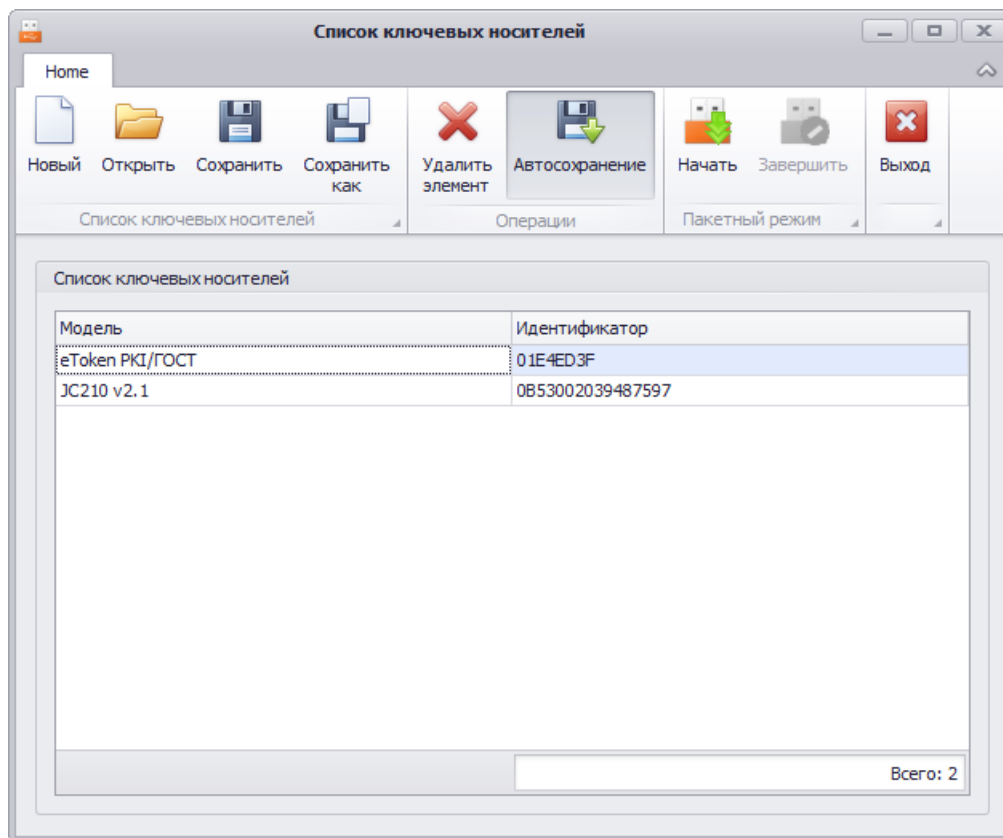 Список ключевых носителей
Home
Новый Открыть Сохранить Сохранить как Удалить элемент Автосохранение Начать Завершить Выход
Список ключевых носителей Операции Пакетный режим
Список ключевых носителей
Модель Идентификатор
eToken PKI/ГОСТ 01E4ED3F
JC210 v2.1 0B53002039487597
Всего: 2